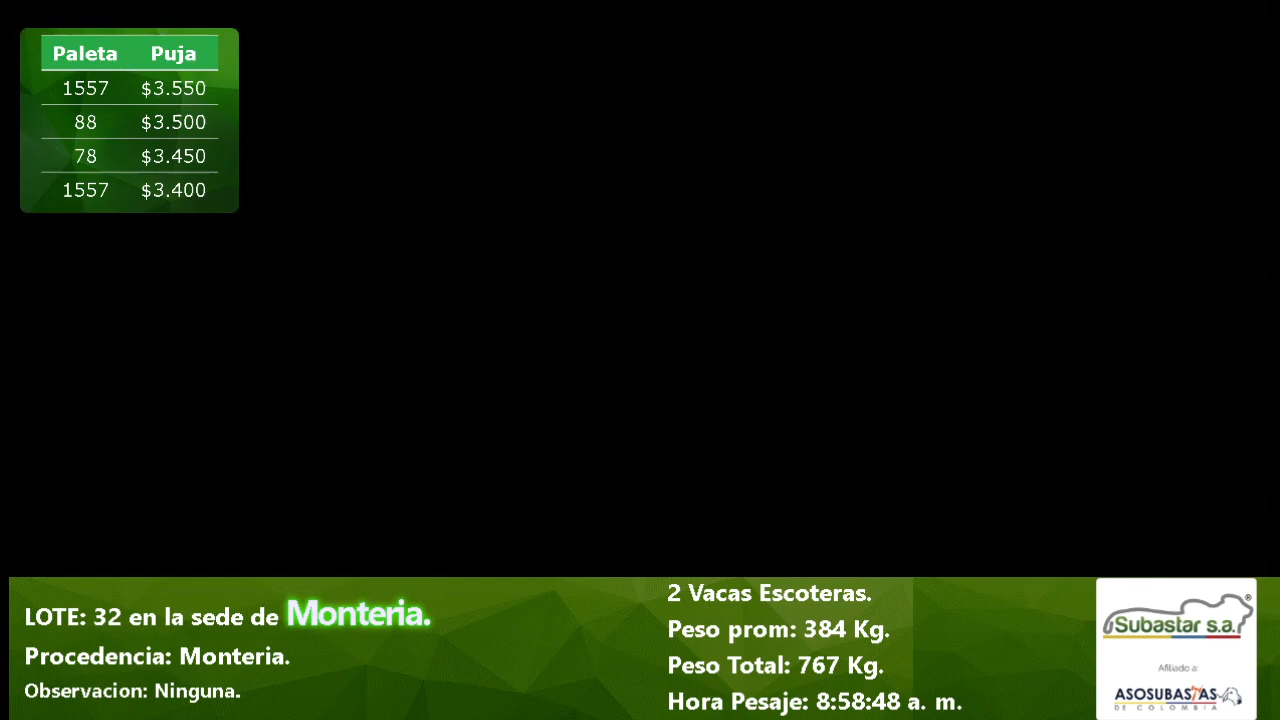 Paleta Puja
1557 $3.550
88 $3.500
78 $3.450
1557 $3.400
LOTE: 32 en la sede de Monteria.
Procedencia: Monteria.
Observacion: Ninguna.
2 Vacas Escoteras.
Peso prom: 384 Kg.
Peso Total: 767 Kg.
Hora Pesaje: 8:58:48 a. m.
Subastar s.a.®
Afiliado a:
ASOSUBASTAS
DE COLOMBIA